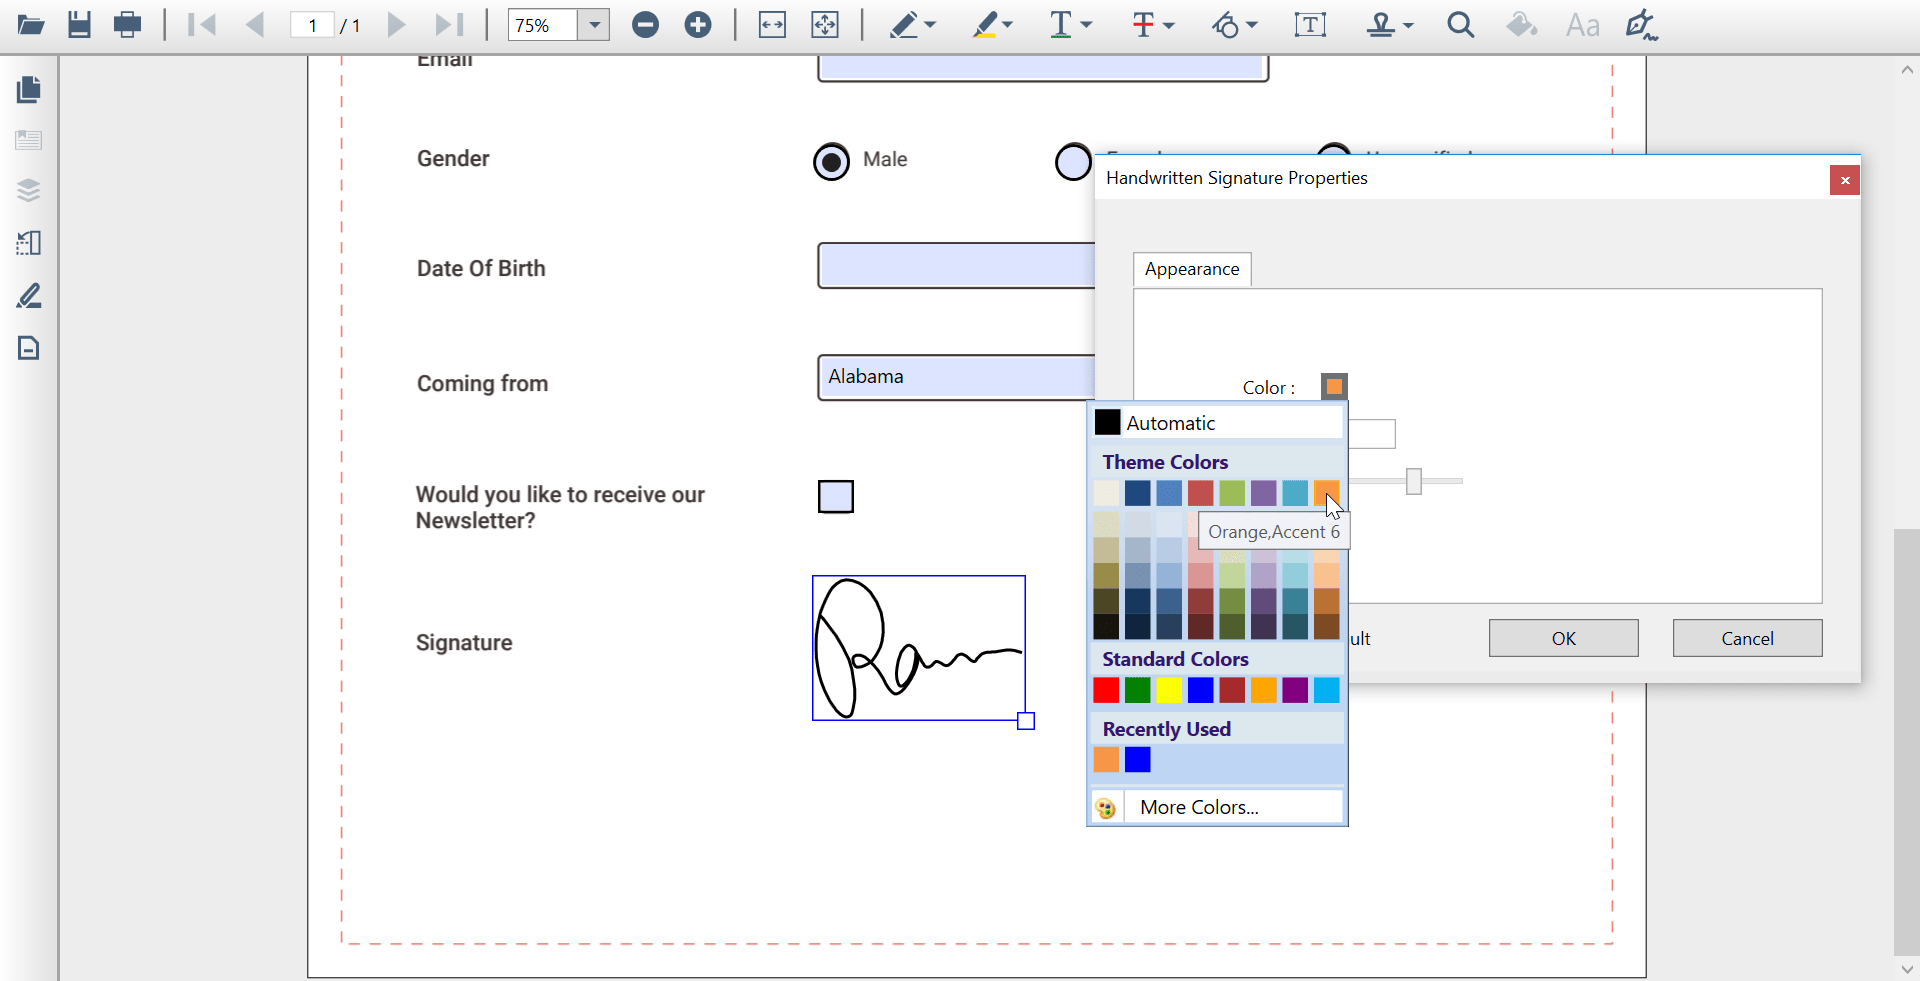 1 / 1
75%
T
T
T
Aa
Email
Gender
Male
Handwritten Signature Properties
Date Of Birth
Appearance
Coming from
Alabama
Color :
Automatic
Theme Colors
Orange,Accent 6
Would you like to receive our
Newsletter?
Signature
ult
OK
Cancel
Standard Colors
Recently Used
More Colors...